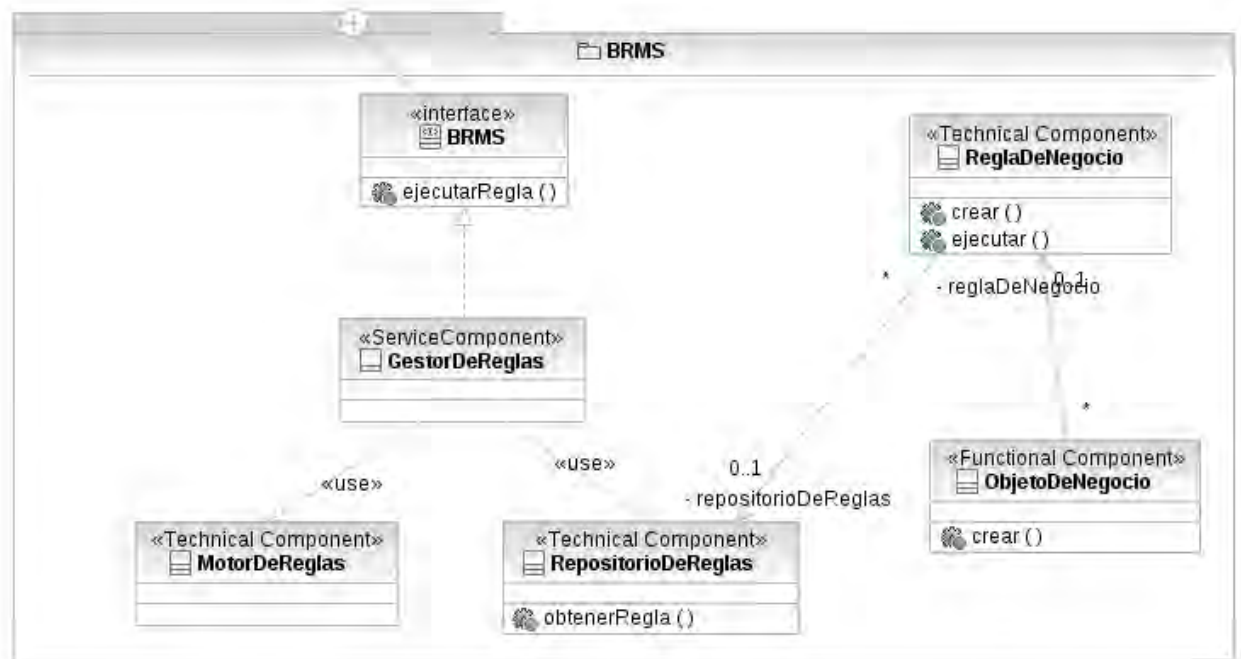 BRMS
«interface»
BRMS
ejecutarRegla ( )
«Technical Component»
ReglaDeNegocio
crear ( )
ejecutar ( )
*
0..1
- reglaDeNegocio
«ServiceComponent»
GestorDeReglas
*
«use»
«use»
0..1
- repositorioDeReglas
«Functional Component»
ObjetoDeNegocio
crear ( )
«Technical Component»
MotorDeReglas
«Technical Component»
RepositorioDeReglas
obtenerRegla ( )